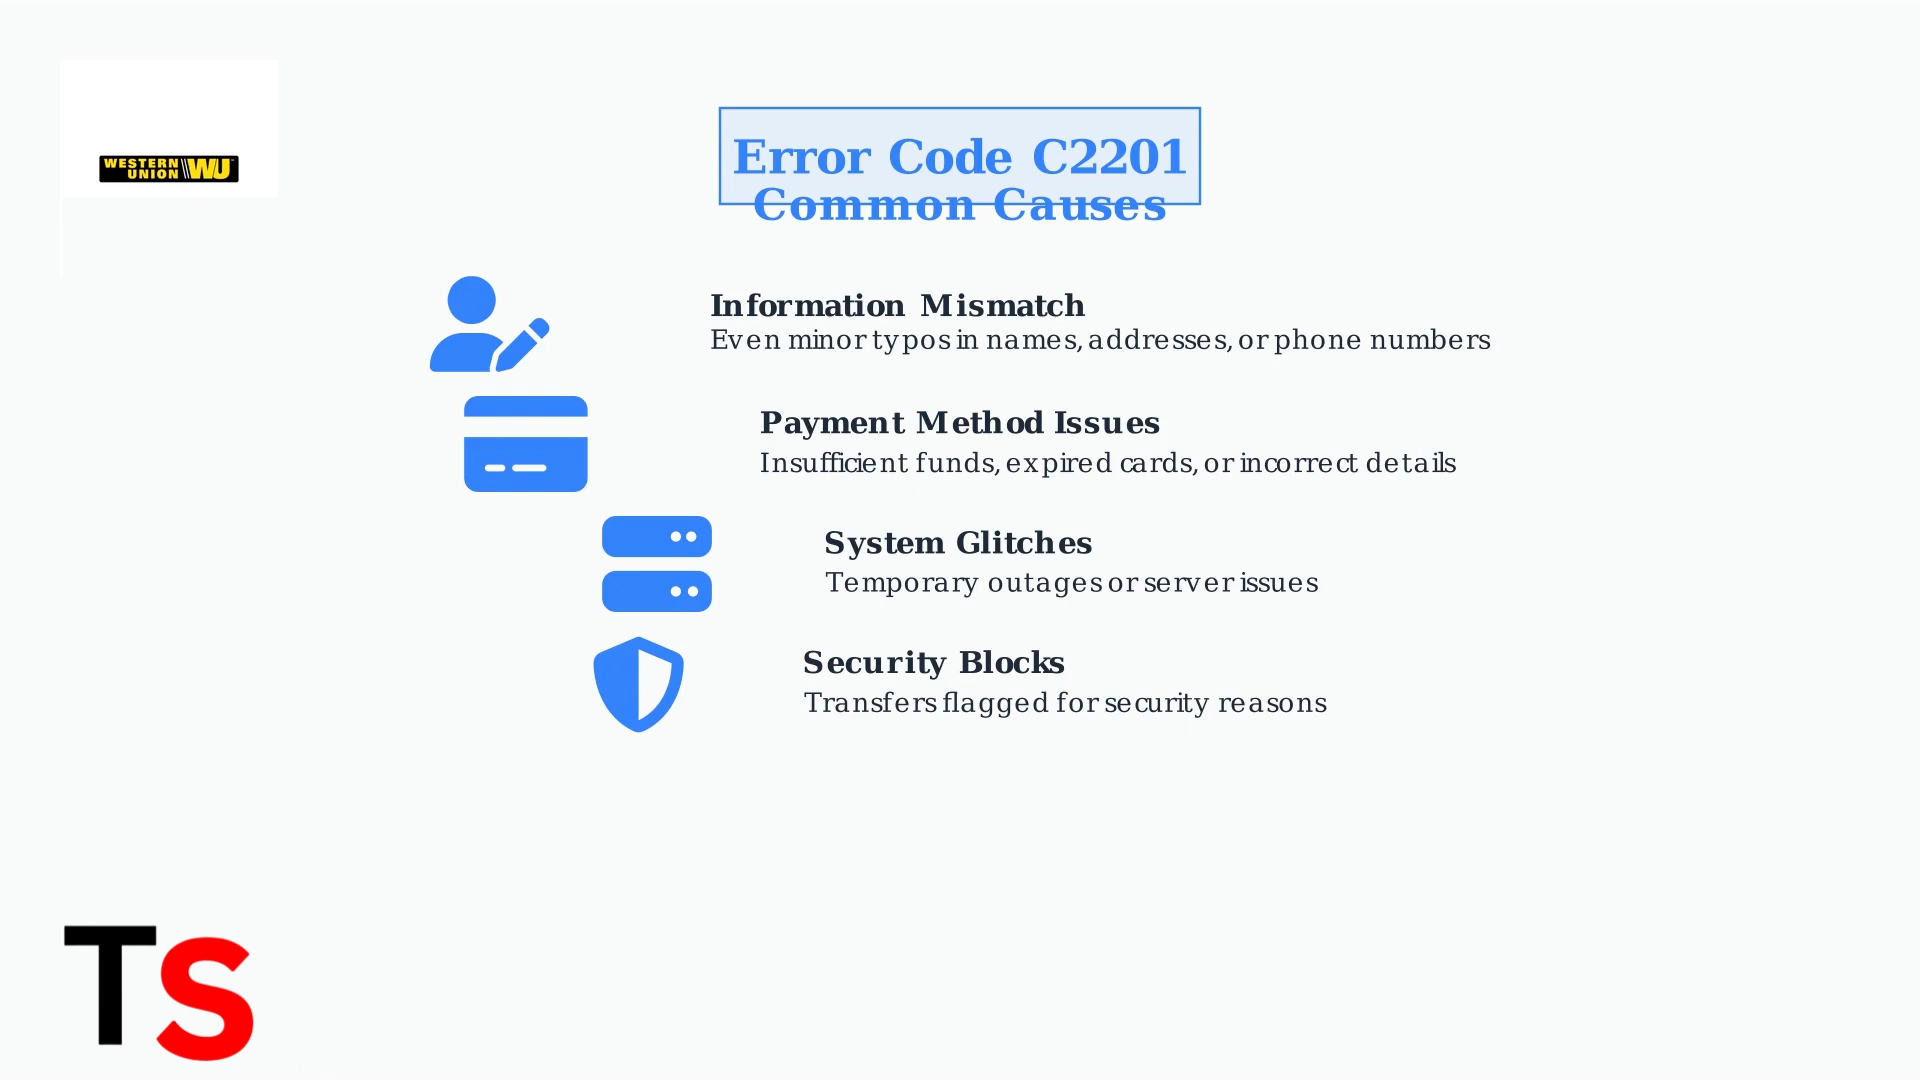 WESTERN
UNION WU
Error Code C2201
Common Causes
Information Mismatch
Even minor typos in names, addresses, or phone numbers
Payment Method Issues
Insufficient funds, expired cards, or incorrect details
System Glitches
Temporary outages or server issues
Security Blocks
Transfers flagged for security reasons
TS